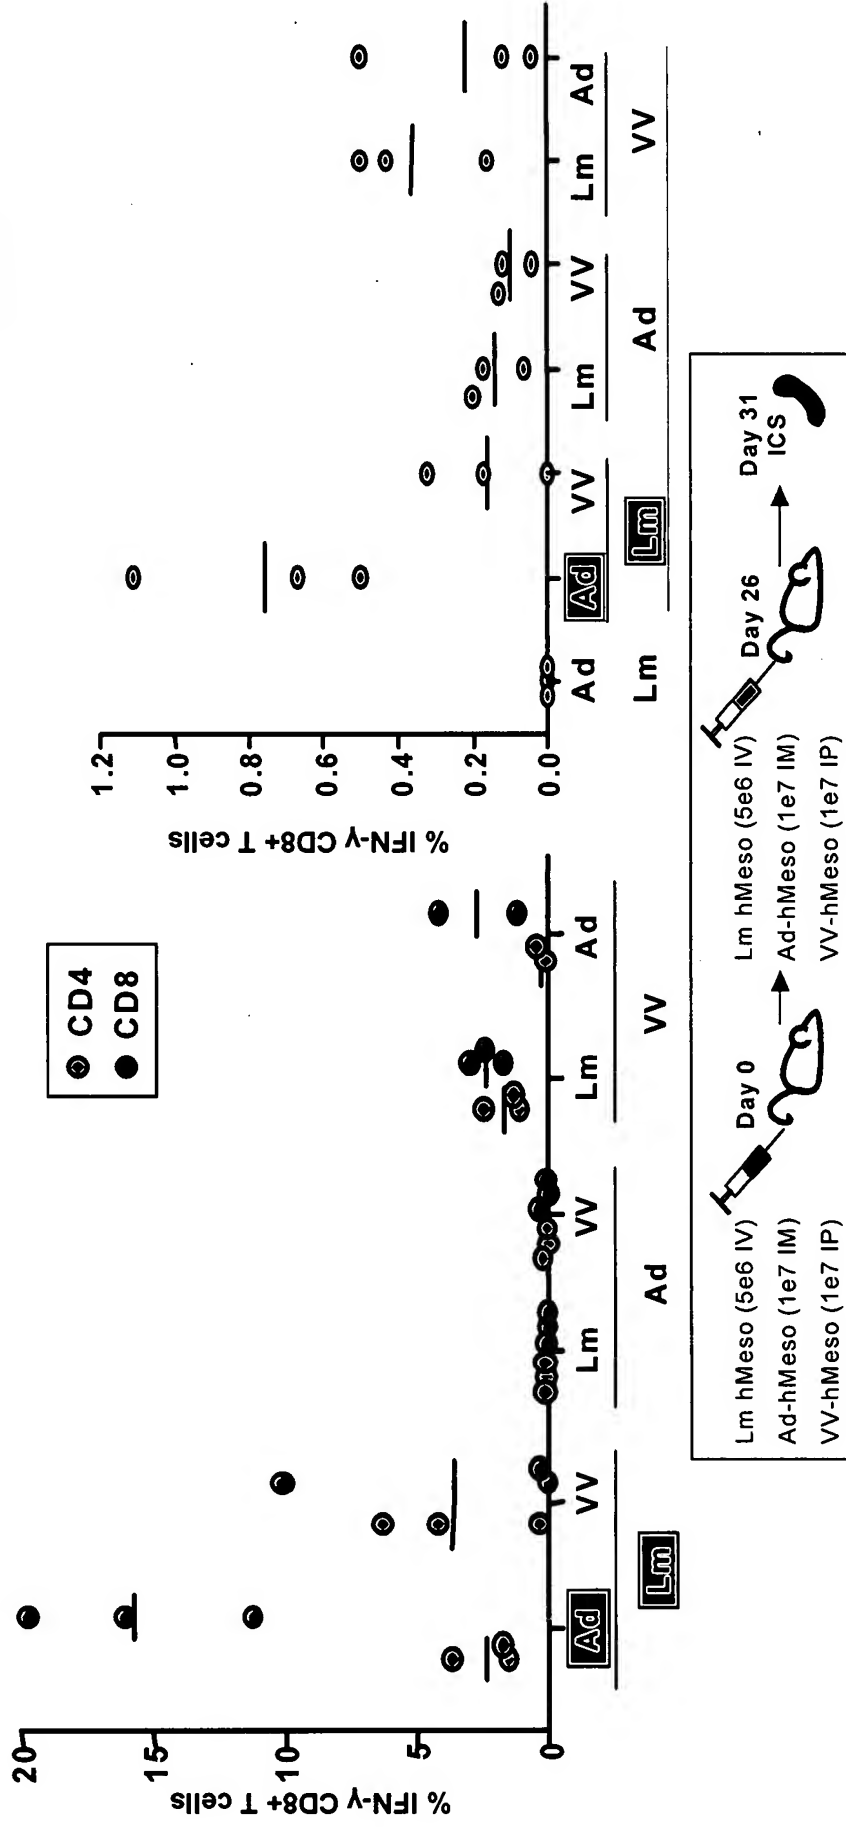 % IFN-γ CD8+ T cells
20
15
10
5
0
CD4
CD8
Ad VV Lm VV Lm Ad
Lm Ad VV
% IFN-γ CD8+ T cells
1.2
1.0
0.8
0.6
0.4
0.2
0.0
Ad Ad VV Lm VV Lm Ad
Lm Lm Ad VV
Day 0
Day 26
Day 31
ICS
Lm hMeso (5e6 IV)
Ad-hMeso (1e7 IM)
VV-hMeso (1e7 IP)
Lm hMeso (5e6 IV)
Ad-hMeso (1e7 IM)
VV-hMeso (1e7 IP)